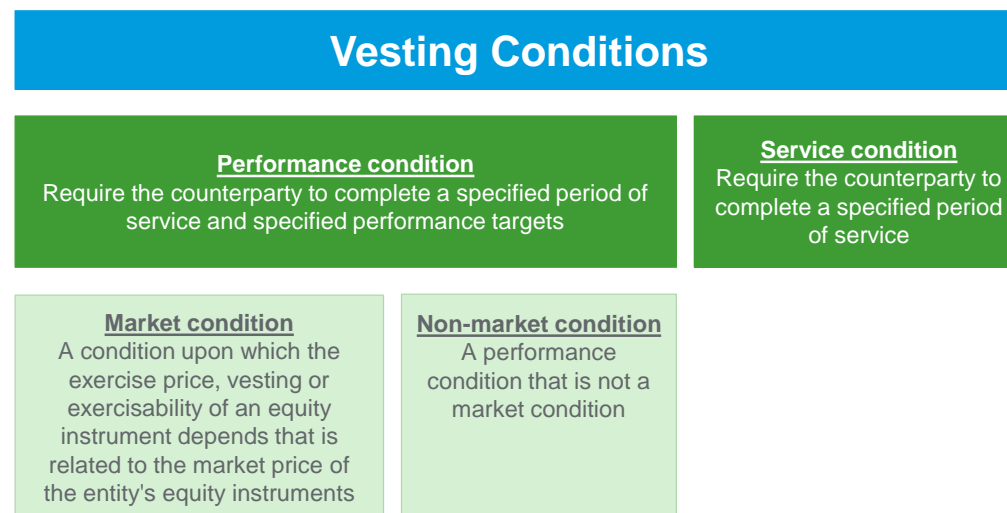 Vesting Conditions
Performance condition
Require the counterparty to complete a specified period of
service and specified performance targets
Service condition
Require the counterparty to
complete a specified period
of service
Market condition
A condition upon which the
exercise price, vesting or
exercisability of an equity
instrument depends that is
related to the market price of
the entity's equity instruments
Non-market condition
A performance
condition that is not a
market condition